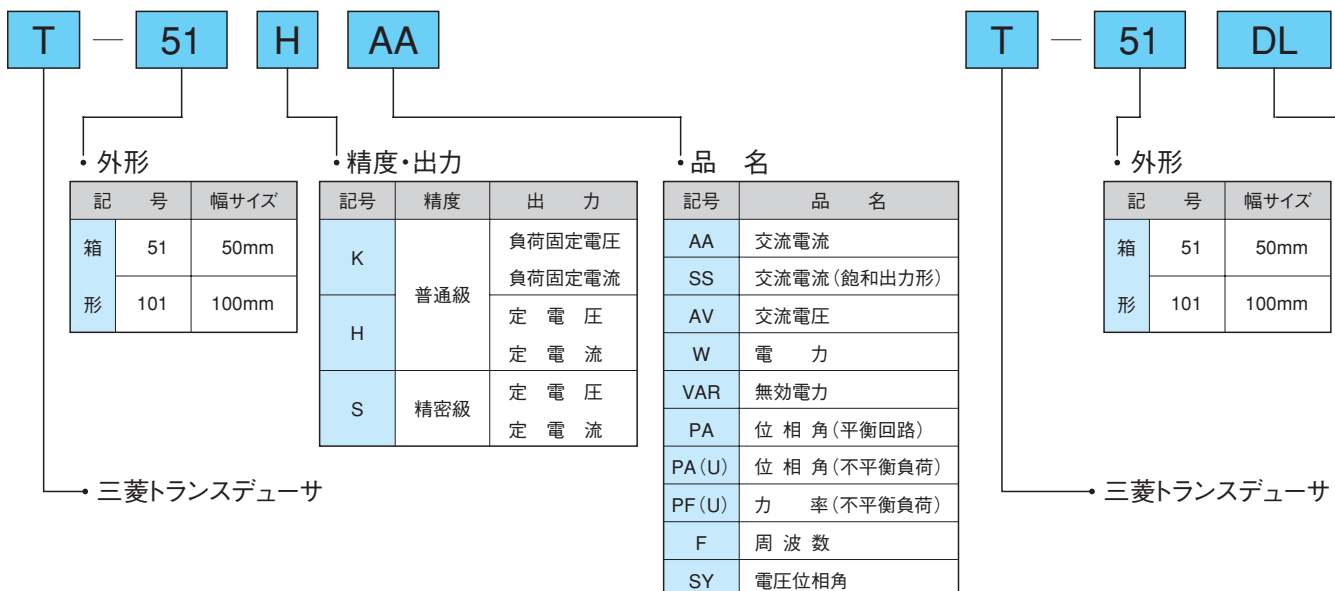 T — 51 H AA
・外形
記 号 幅サイズ
箱形 51 50mm
101 100mm
・精度・出力
記号 精度 出 力
K 普通級 負荷固定電圧
負荷固定電流
H 定 電 圧
定 電 流
S 精密級 定 電 圧
定 電 流
・品 名
記号 品 名
AA 交流電流
SS 交流電流(飽和出力形)
AV 交流電圧
W 電 力
VAR 無効電力
PA 位 相 角(平衡回路)
PA(U) 位 相 角(不平衡負荷)
PF(U) 力 率(不平衡負荷)
F 周 波 数
SY 電圧位相角
・三菱トランスデューサ
T — 51 DL
・外形
記 号 幅サイズ
箱形 51 50mm
101 100mm
・三菱トランスデューサ